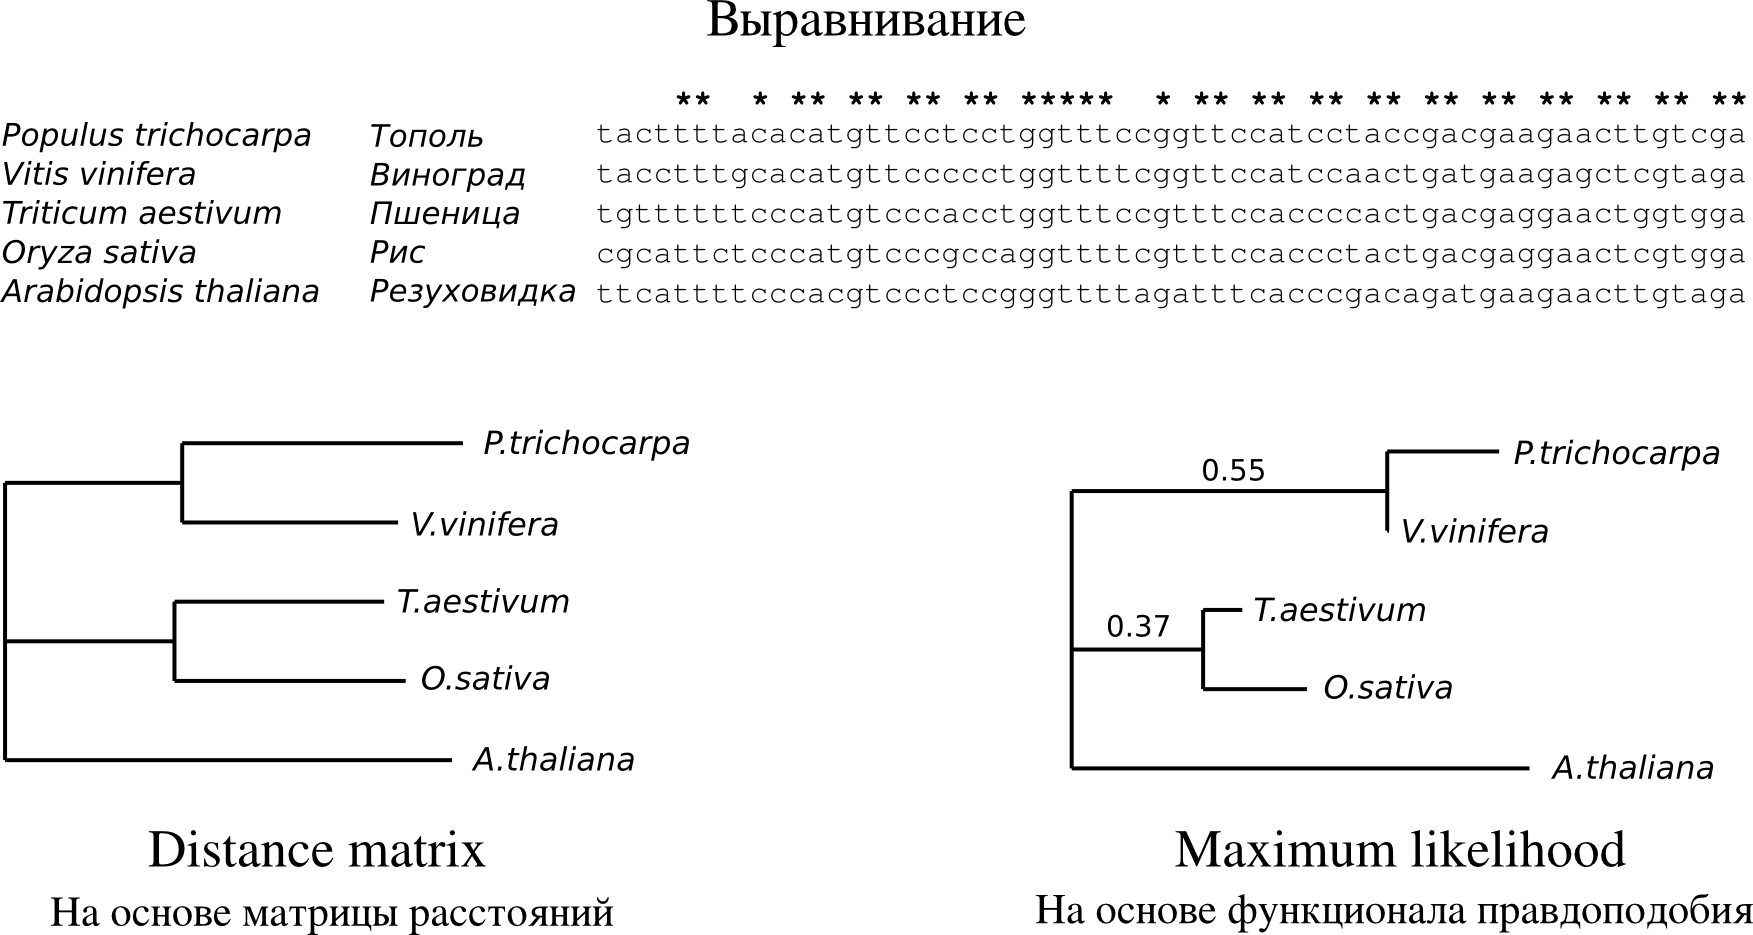 Выравнивание
** * ** ** ** ** ***** * ** ** ** ** ** ** ** ** ** **
Populus trichocarpa Тополь tacttttacacatgttcctcctggtttccggttccatcctaccgacgaagaacttgtcga
Vitis vinifera Виноград tacctttgcacatgttccccctggttttcggttccatccaactgatgaagagctcgtaga
Triticum aestivum Пшеница tgttttttcccatgtcccacctggtttccgtttccaccccactgacgaggaactggtgga
Oryza sativa Рис cgcattctcccatgtcccgccaggttttcgtttccaccctactgacgaggaactcgtgga
Arabidopsis thaliana Резуховидка ttcattttcccacgtccctccgggttttagatttcacccgacagatgaagaacttgtaga
P.trichocarpa
V.vinifera
T.aestivum
O.sativa
A.thaliana
Distance matrix
На основе матрицы расстояний
P.trichocarpa
0.55
V.vinifera
T.aestivum
0.37
O.sativa
A.thaliana
Maximum likelihood
На основе функционала правдоподобия